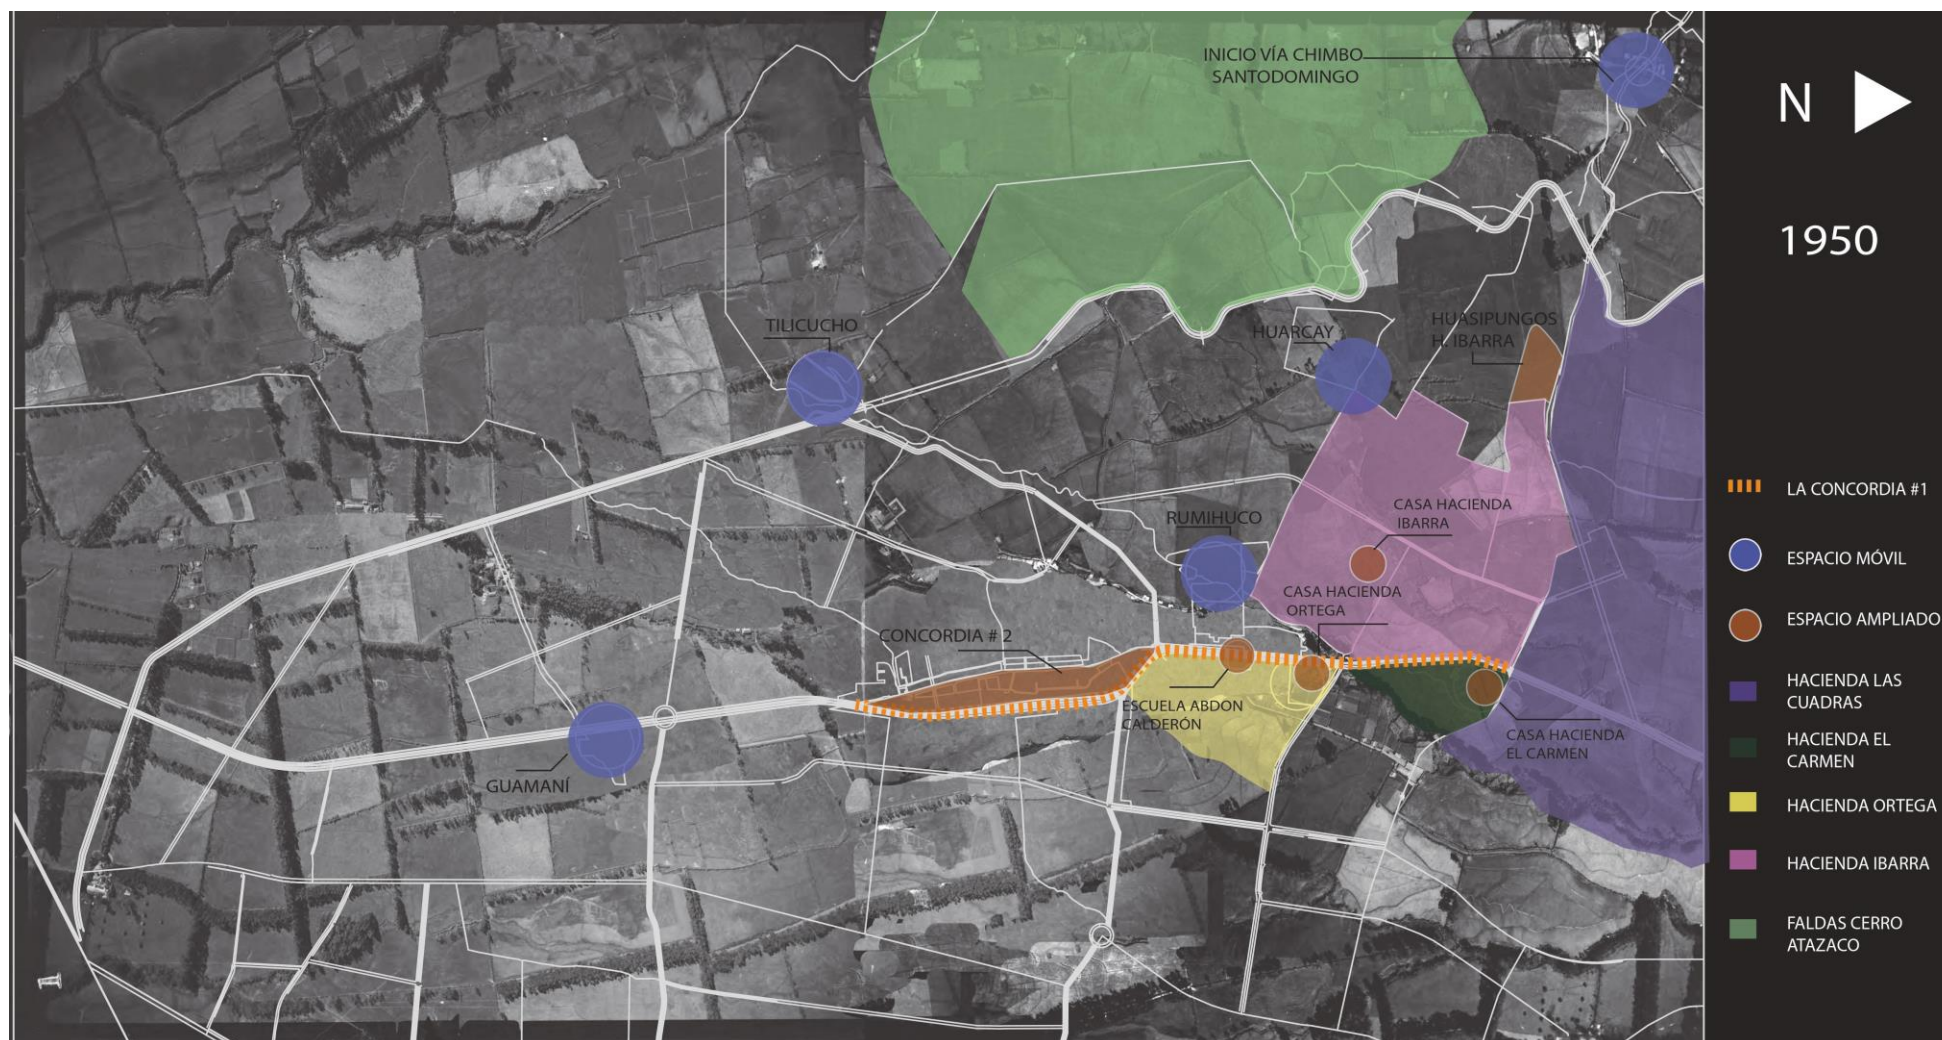 INICIO VÍA CHIMBO
SANTODOMINGO
TILICUCHO
HUARCAY
HUASIPUNGOS
H. IBARRA
CASA HACIENDA
IBARRA
RUMIHUCO
CASA HACIENDA
ORTEGA
CONCORDIA # 2
ESCUELA ABDON
CALDERÓN
CASA HACIENDA
EL CARMEN
GUAMANÍ
N
1950
LA CONCORDIA #1
ESPACIO MÓVIL
ESPACIO AMPLIADO
HACIENDA LAS
CUADRAS
HACIENDA EL
CARMEN
HACIENDA ORTEGA
HACIENDA IBARRA
FALDAS CERRO
ATAZACO